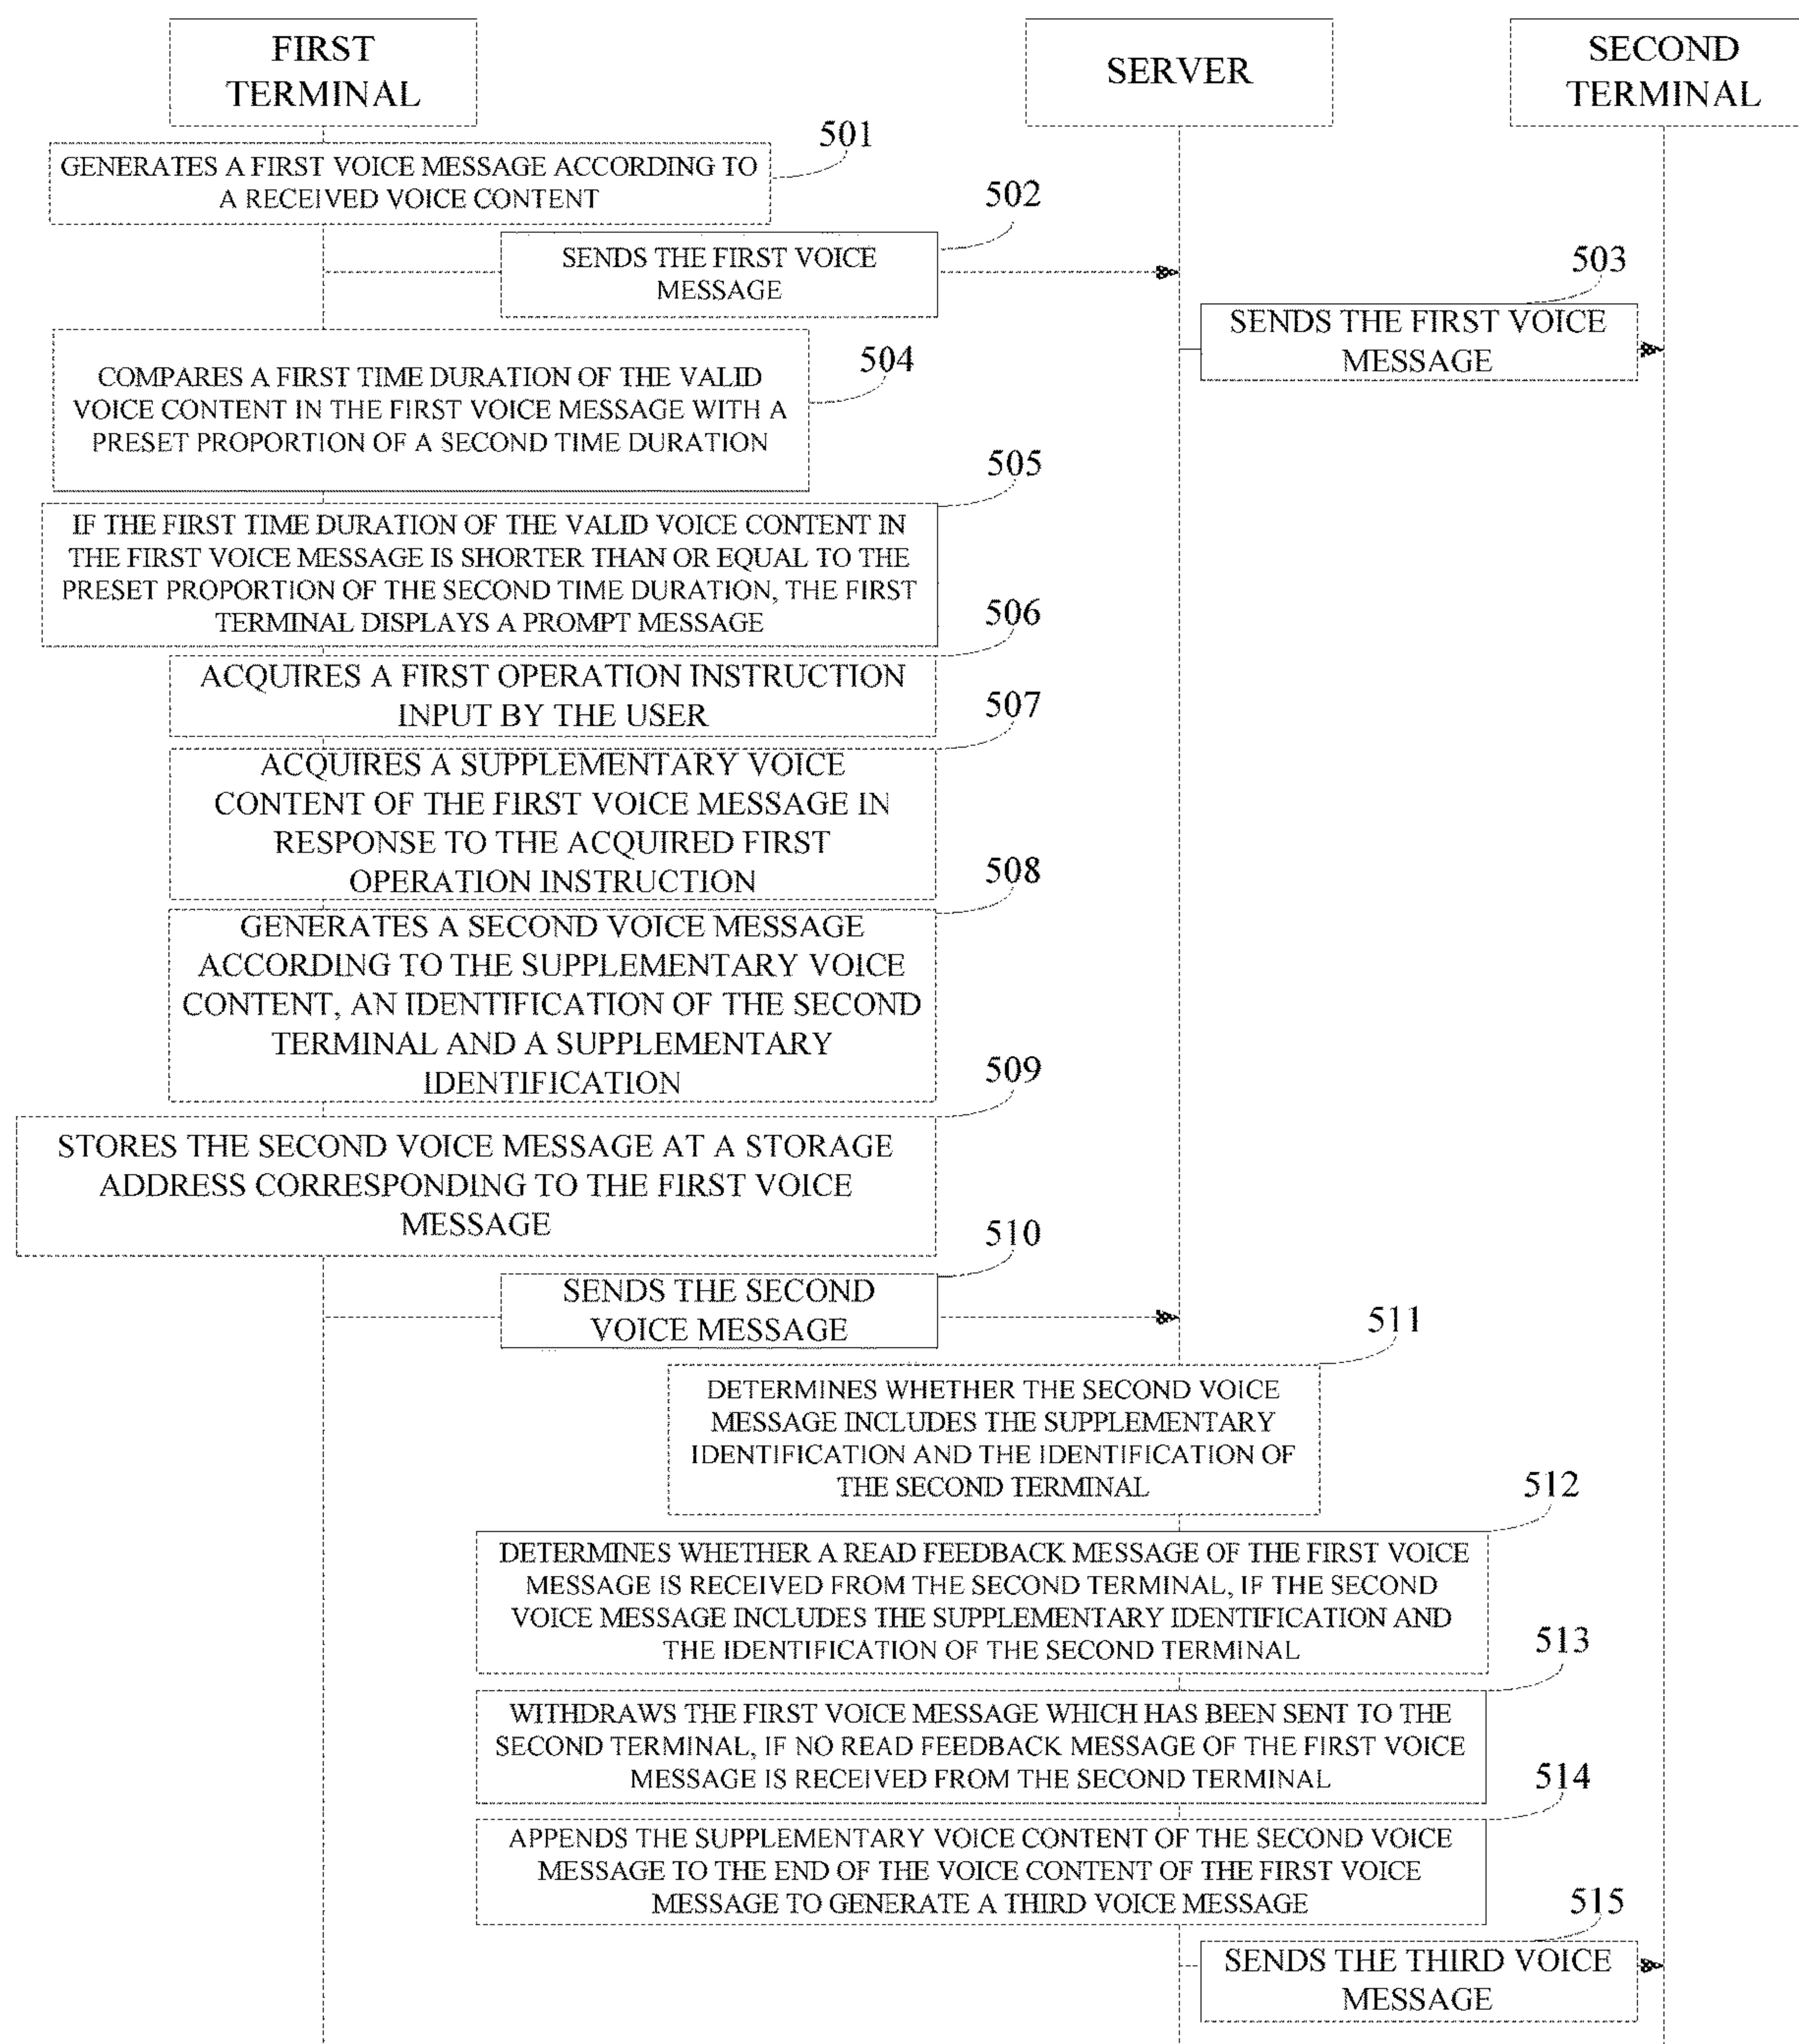 FIRST
TERMINAL
SERVER
SECOND
TERMINAL
501
GENERATES A FIRST VOICE MESSAGE ACCORDING TO
A RECEIVED VOICE CONTENT
502
SENDS THE FIRST VOICE
MESSAGE
503
SENDS THE FIRST VOICE
MESSAGE
504
COMPARES A FIRST TIME DURATION OF THE VALID
VOICE CONTENT IN THE FIRST VOICE MESSAGE WITH A
PRESET PROPORTION OF A SECOND TIME DURATION
505
IF THE FIRST TIME DURATION OF THE VALID VOICE CONTENT IN
THE FIRST VOICE MESSAGE IS SHORTER THAN OR EQUAL TO THE
PRESET PROPORTION OF THE SECOND TIME DURATION, THE FIRST
TERMINAL DISPLAYS A PROMPT MESSAGE
506
ACQUIRES A FIRST OPERATION INSTRUCTION
INPUT BY THE USER
507
ACQUIRES A SUPPLEMENTARY VOICE
CONTENT OF THE FIRST VOICE MESSAGE IN
RESPONSE TO THE ACQUIRED FIRST
OPERATION INSTRUCTION
508
GENERATES A SECOND VOICE MESSAGE
ACCORDING TO THE SUPPLEMENTARY VOICE
CONTENT, AN IDENTIFICATION OF THE SECOND
TERMINAL AND A SUPPLEMENTARY
IDENTIFICATION
509
STORES THE SECOND VOICE MESSAGE AT A STORAGE
ADDRESS CORRESPONDING TO THE FIRST VOICE
MESSAGE
510
SENDS THE SECOND
VOICE MESSAGE
511
DETERMINES WHETHER THE SECOND VOICE
MESSAGE INCLUDES THE SUPPLEMENTARY
IDENTIFICATION AND THE IDENTIFICATION OF
THE SECOND TERMINAL
512
DETERMINES WHETHER A READ FEEDBACK MESSAGE OF THE FIRST VOICE
MESSAGE IS RECEIVED FROM THE SECOND TERMINAL, IF THE SECOND
VOICE MESSAGE INCLUDES THE SUPPLEMENTARY IDENTIFICATION AND
THE IDENTIFICATION OF THE SECOND TERMINAL
513
WITHDRAWS THE FIRST VOICE MESSAGE WHICH HAS BEEN SENT TO THE
SECOND TERMINAL, IF NO READ FEEDBACK MESSAGE OF THE FIRST VOICE
MESSAGE IS RECEIVED FROM THE SECOND TERMINAL
514
APPENDS THE SUPPLEMENTARY VOICE CONTENT OF THE SECOND VOICE
MESSAGE TO THE END OF THE VOICE CONTENT OF THE FIRST VOICE
MESSAGE TO GENERATE A THIRD VOICE MESSAGE
515
SENDS THE THIRD VOICE
MESSAGE